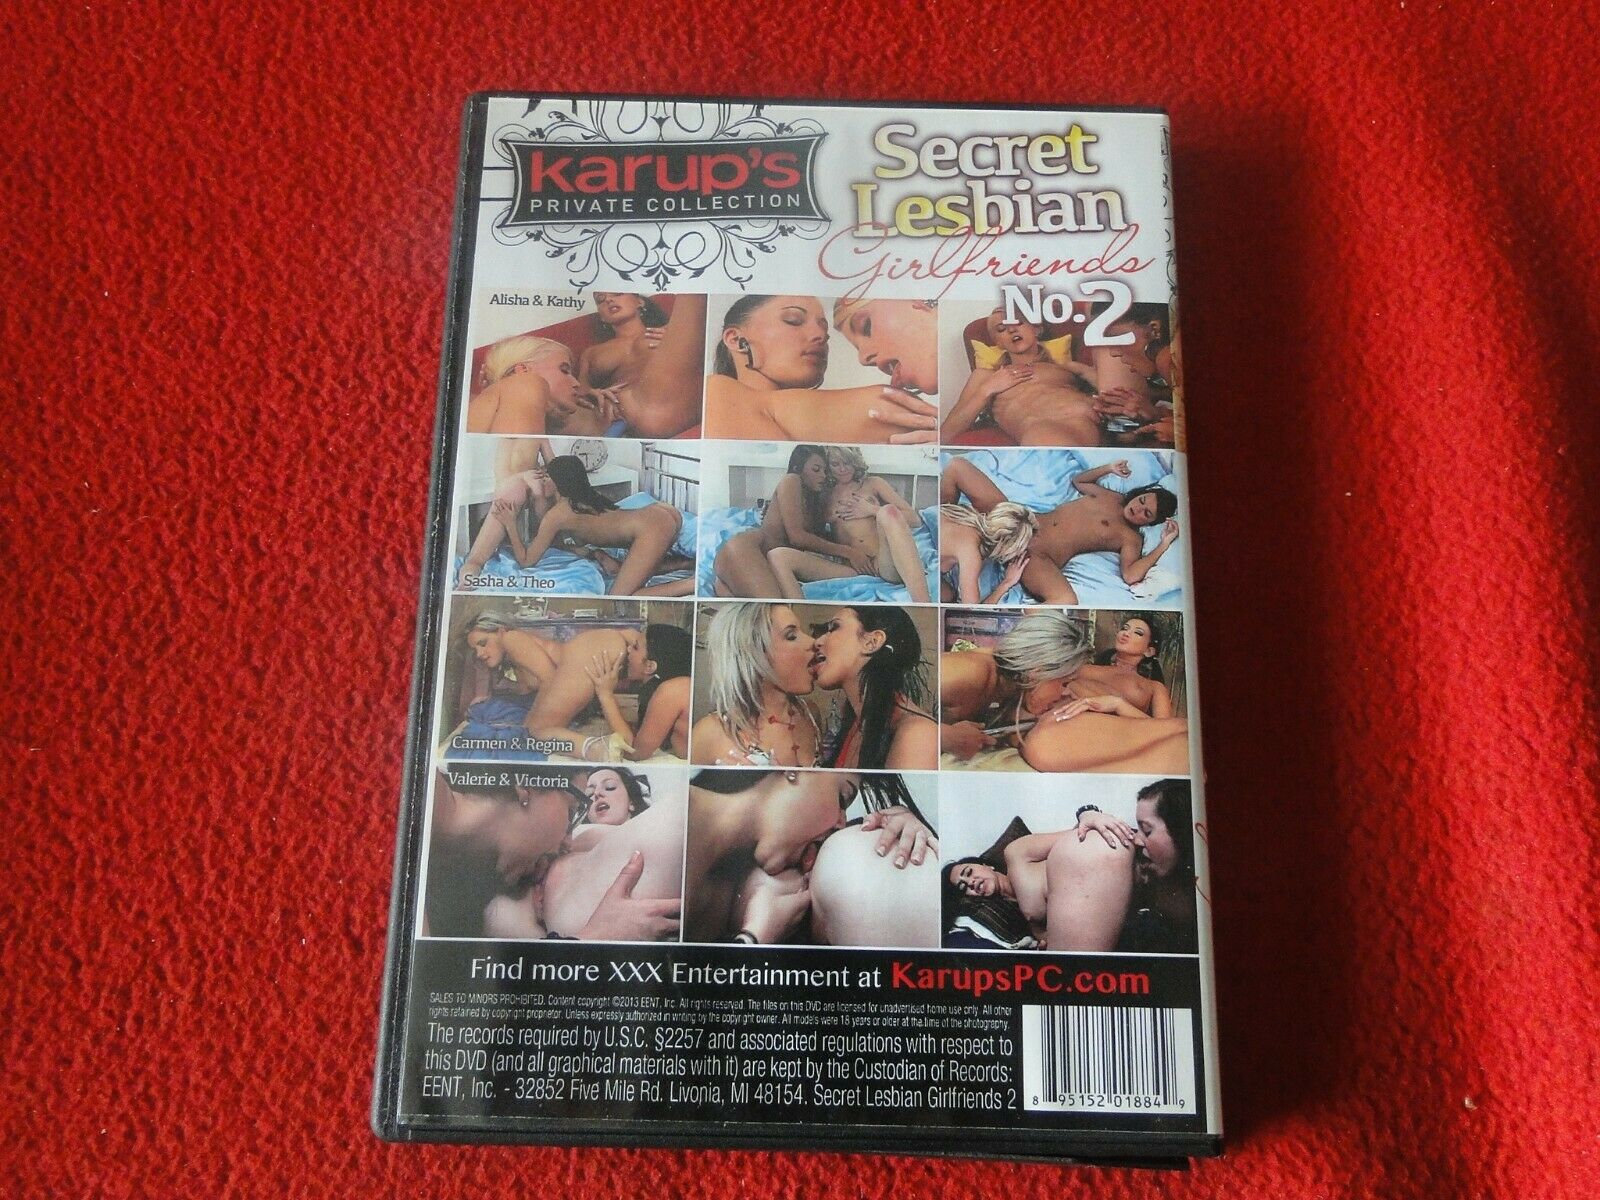 Karup's
PRIVATE COLLECTION
Secret
Lesbian
Girlfriends
No.2
Alisha & Kathy
Sasha & Theo
Carmen & Regina
Valerie & Victoria
Find more XXX Entertainment at KarupsPC.com
SALES TO MINORS PROHIBITED. Content copyright ©2013 EENT, Inc. All rights reserved. The files on this DVD are licensed for unadvertised home use only. All other
rights retained by copyright proprietor. Unless expressly authorized in writing by the copyright owner. All models were 18 years or older at the time of the photography.
The records required by U.S.C. §2257 and associated regulations with respect to
this DVD (and all graphical materials with it) are kept by the Custodian of Records:
EENT, Inc. - 32852 Five Mile Rd. Livonia, MI 48154. Secret Lesbian Girlfriends 2
8 95152 01884 9